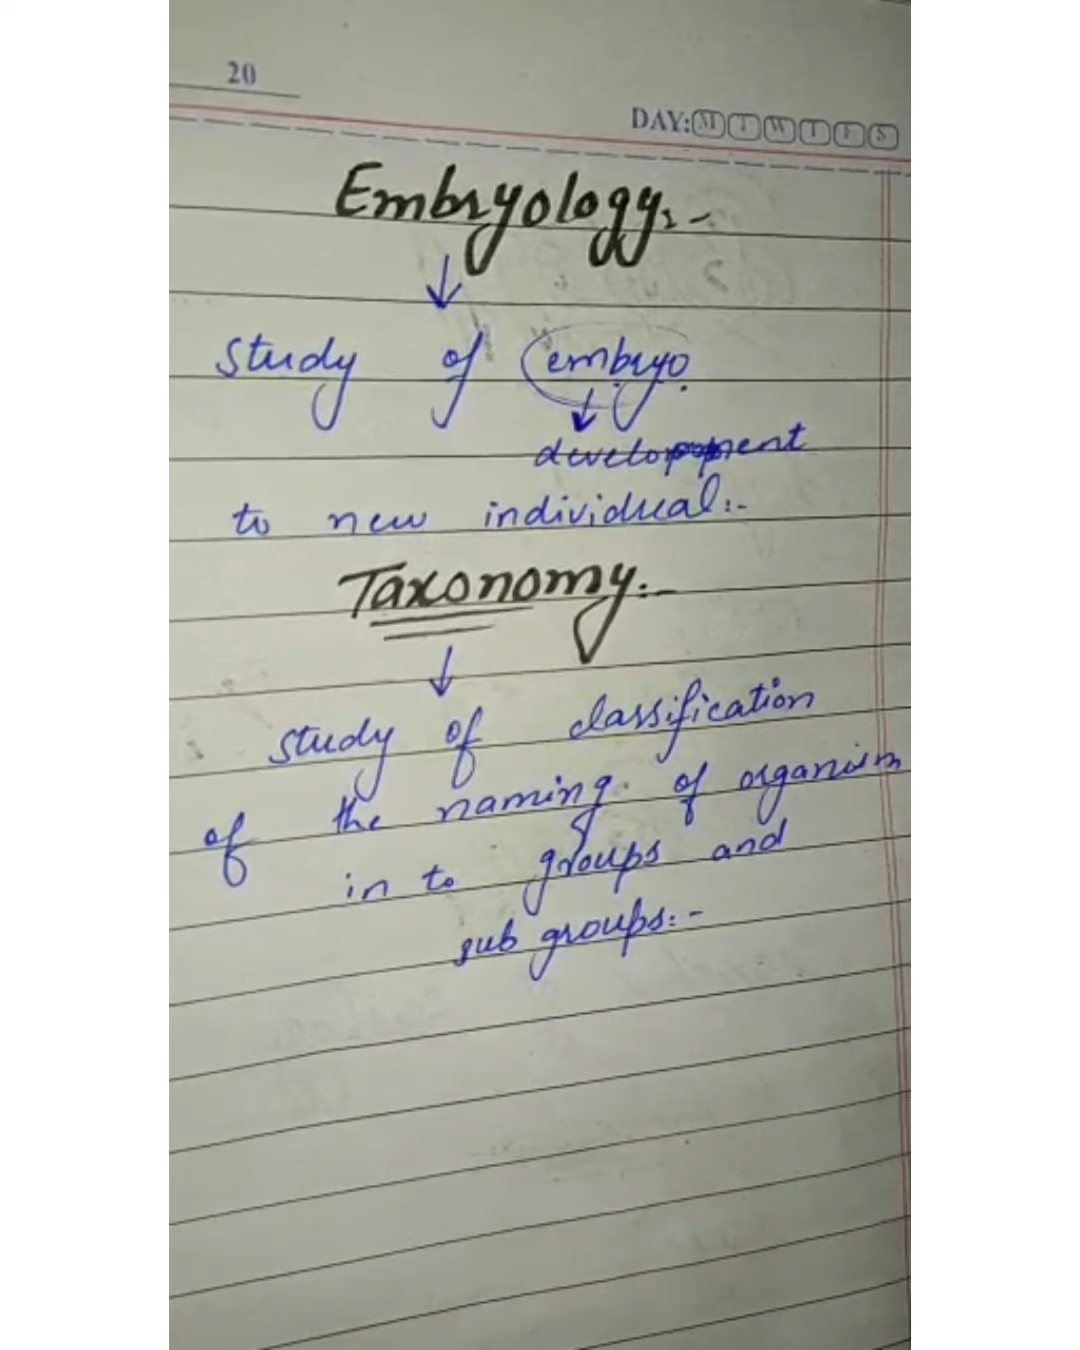 20
DAY: M T W T F S
Embryology:-
↓
study of embryo.
↓
development
to new individual:-
Taxonomy:-
↓
study of classification
of the naming of organism
in to groups and
sub groups:-